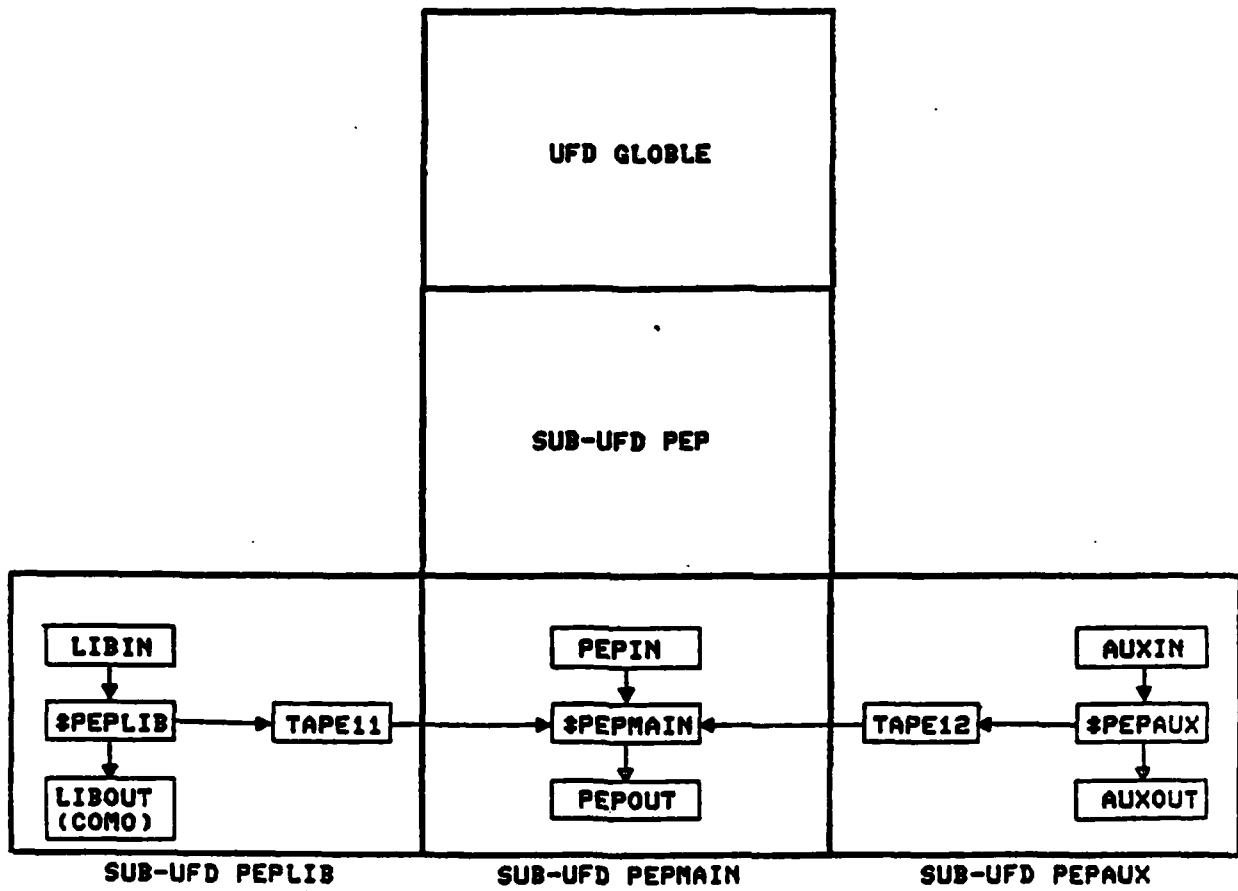 UFD GLOBLE
SUB-UFD PEP
LIBIN
PEPIN
AUXIN
$PEPLIB
TAPE11
$PEPMAIN
TAPE12
$PEPAUX
LIBOUT
(COMO)
PEPOUT
AUXOUT
SUB-UFD PEPLIB
SUB-UFD PEPMAIN
SUB-UFD PEPAUX